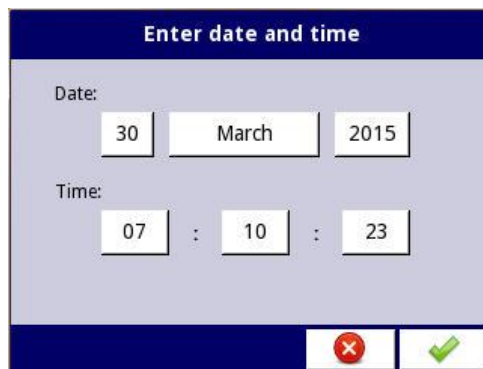 Enter date and time
Date:
30 March 2015
Time:
07 : 10 : 23